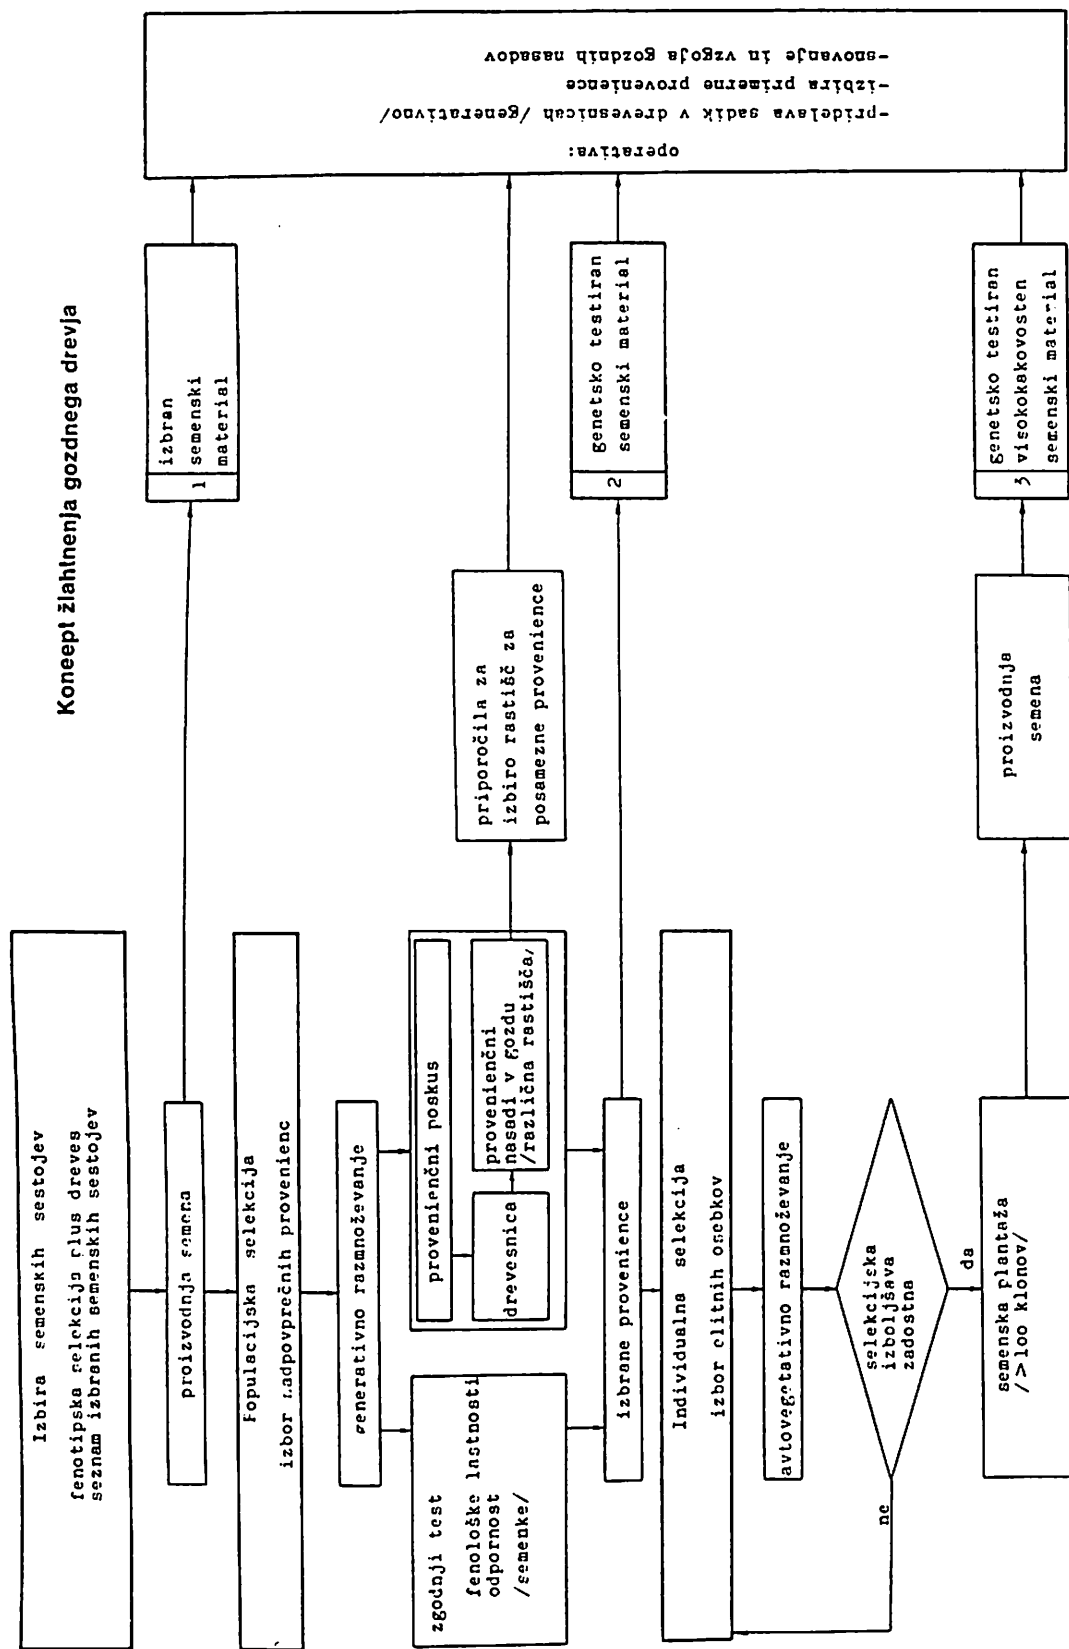 Koneept žlahtnenja gozdnega drevja
Izbira semenskih sestojev
fenotipska selekcija plus dreves
seznam izbranih semenskih sestojev
proizvodnja semena
Populacijska selekcija
izbor nadpovprečnih provenienc
generativno razmnoževanje
zgodnji test
fenološke lastnosti
odpornost
/semenke/
provenienčni poskus
drevesnica
provenienčni
nasadi v gozdu
/različna rastišča/
izbrane provenience
Individualna selekcija
izbor elitnih osebkov
avtovegetativno razmnoževanje
selekcijska
izboljšava
zadostna
ne
da
semenska plantaža
/>100 klonov/
priporočila za
izbiro rastišč za
posamezne provenience
proizvodnja
semena
1
izbran
semenski
material
2
genetsko testiran
semenski material
3
genetsko testiran
visokokakovosten
semenski material
operativa:
-pridelava sadik v drevesnicah /generativno/
-izbira primerne provenience
-snovanje in vzgoja gozdnih nasadov